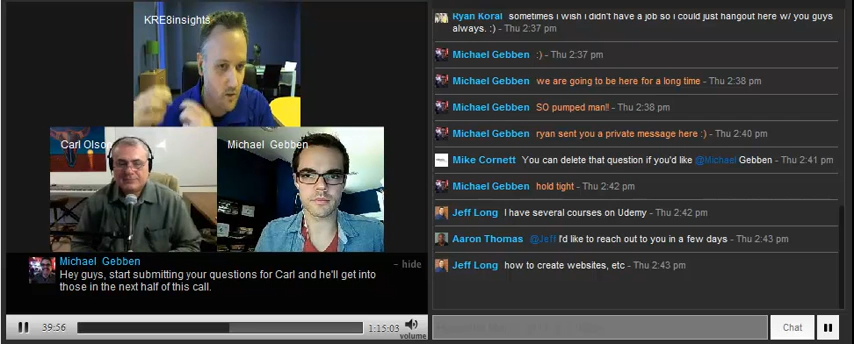 KRE8insights
Carl Olson
Michael Gebben
Michael Gebben
Hey guys, start submitting your questions for Carl and he'll get into
those in the next half of this call.
– hide
39:56
1:15:03
volume
Ryan Koral sometimes i wish i didn't have a job so i could just hangout here w/ you guys
always. :) - Thu 2:37 pm
Michael Gebben :) - Thu 2:37 pm
Michael Gebben we are going to be here for a long time - Thu 2:38 pm
Michael Gebben SO pumped man!! - Thu 2:38 pm
Michael Gebben ryan sent you a private message here :) - Thu 2:40 pm
Mike Cornett You can delete that question if you'd like @Michael Gebben - Thu 2:41 pm
Michael Gebben hold tight - Thu 2:42 pm
Jeff Long I have several courses on Udemy - Thu 2:42 pm
Aaron Thomas @Jeff I'd like to reach out to you in a few days - Thu 2:43 pm
Jeff Long how to create websites, etc - Thu 2:43 pm
Chat